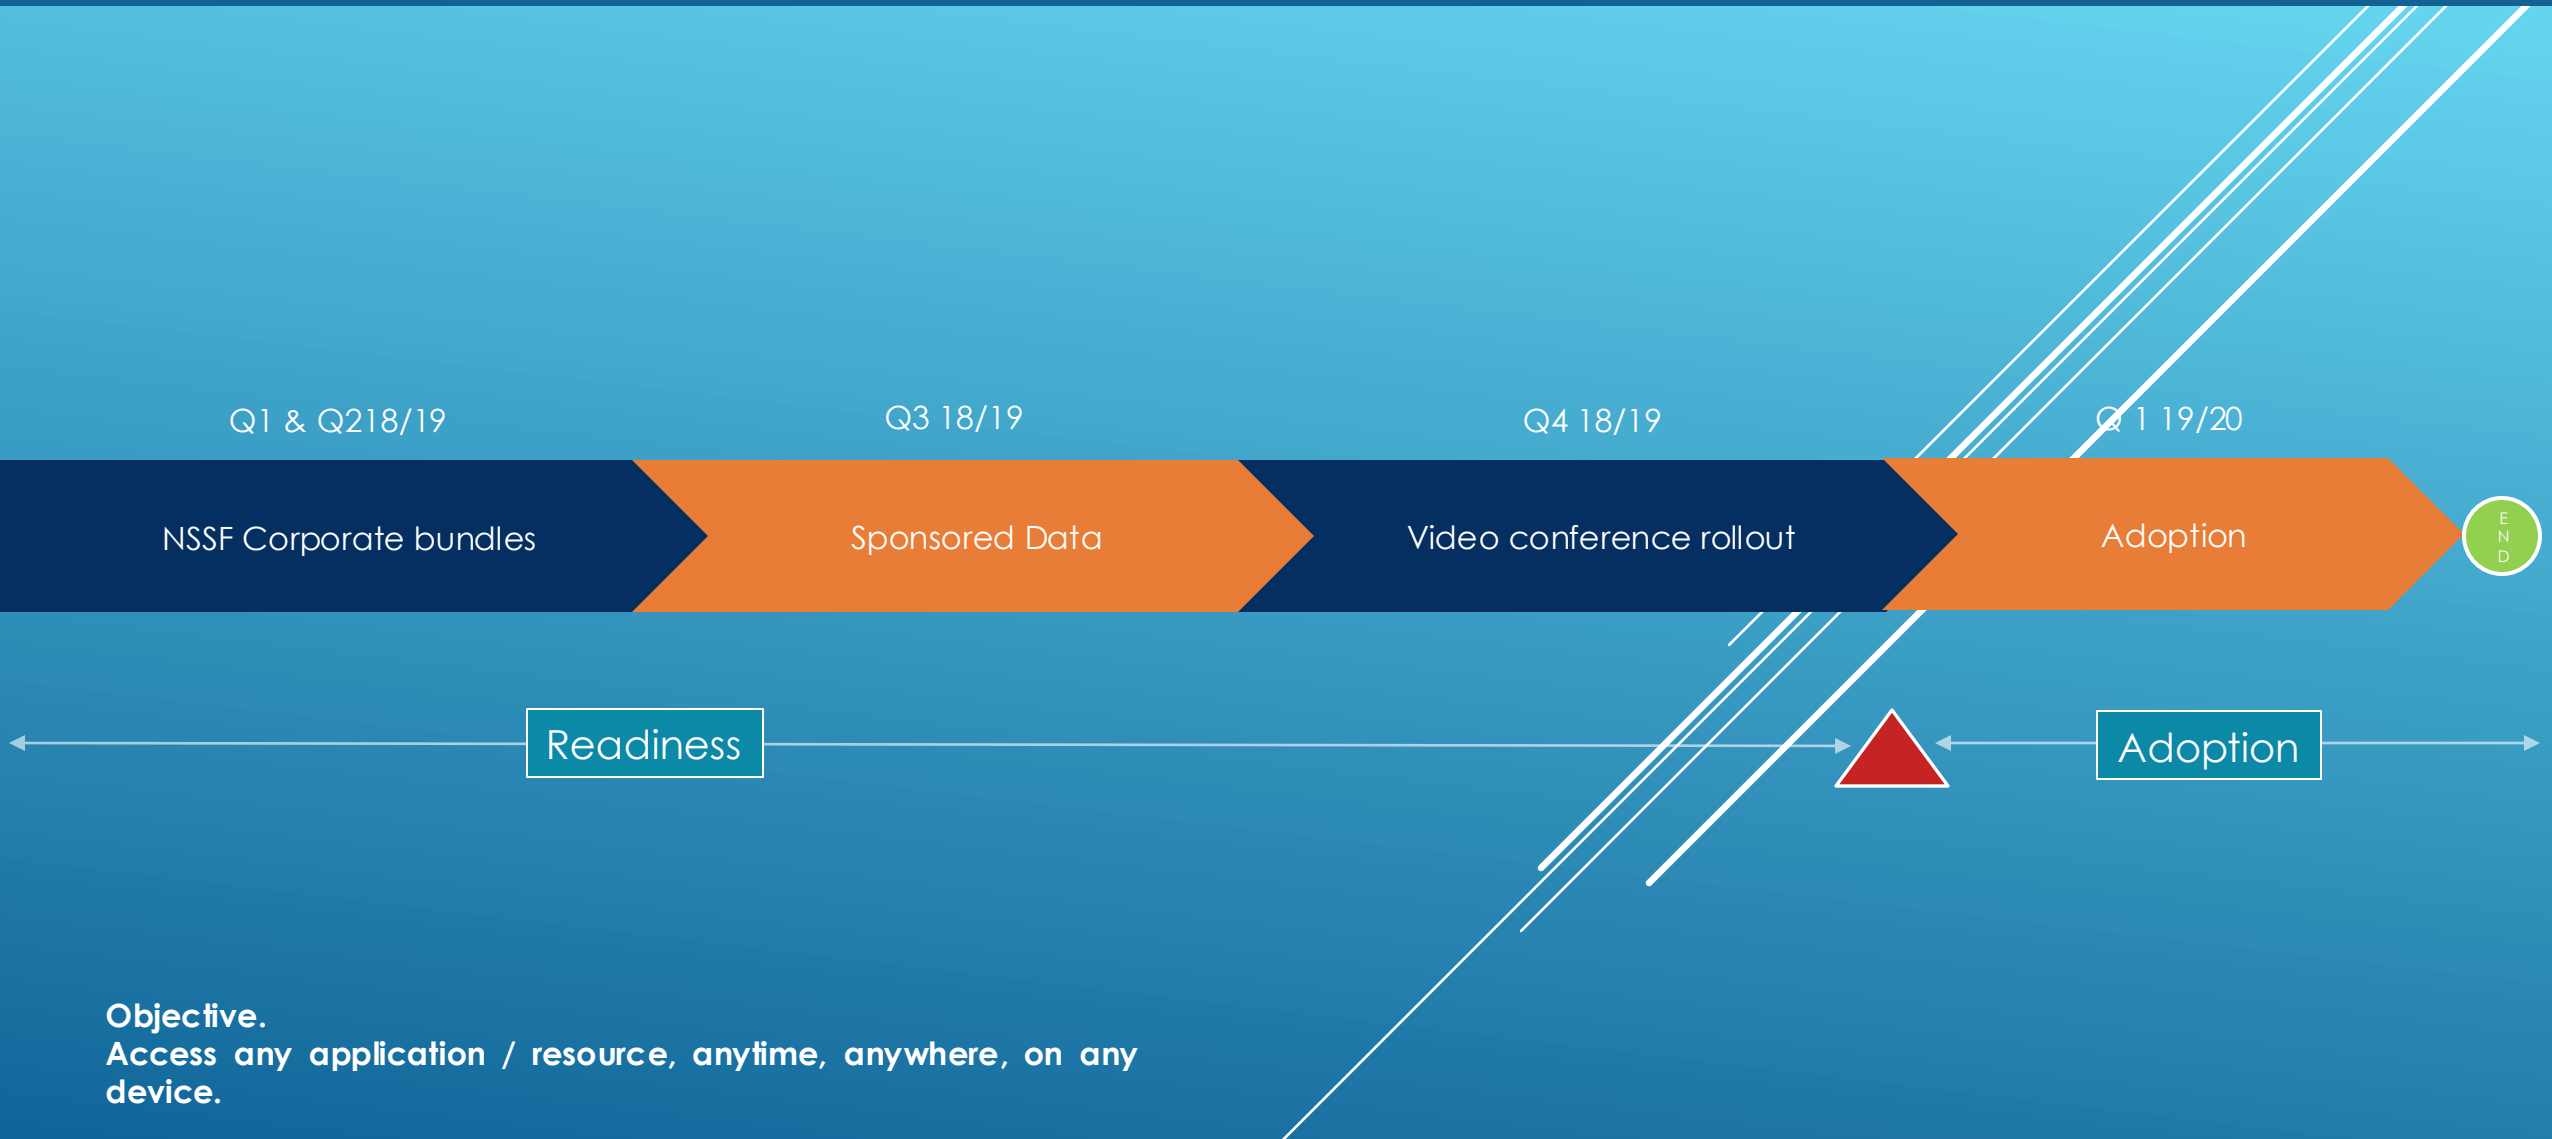 Q1 & Q218/19
Q3 18/19
Q4 18/19
Q 1 19/20
NSSF Corporate bundles
Sponsored Data
Video conference rollout
Adoption
E
N
D
Readiness
Adoption
Objective.
Access any application / resource, anytime, anywhere, on any
device.